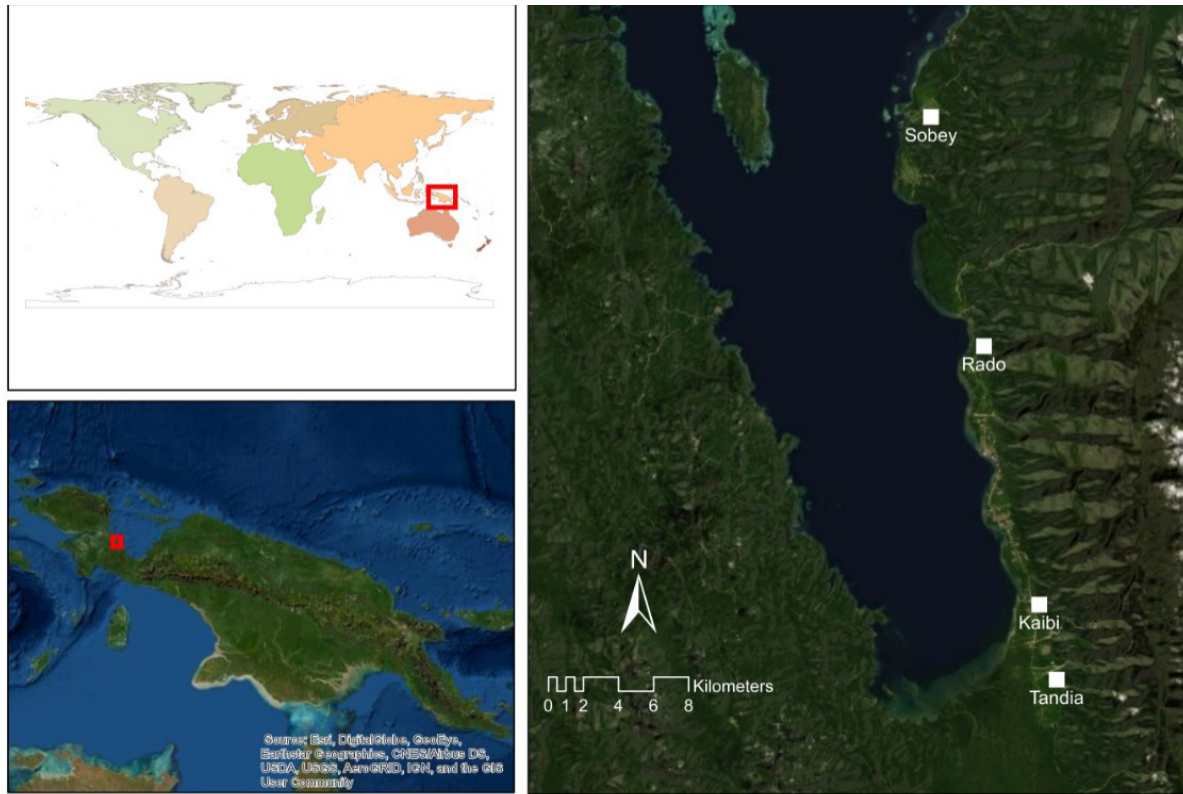 Source: Esri, DigitalGlobe, GeoEye,
Earthstar Geographics, CNES/Airbus DS,
USDA, USGS, AeroGRID, IGN, and the GIS
User Community
Sobey
Rado
N
Kaibi
Kilometers
0 1 2 4 6 8
Tandia